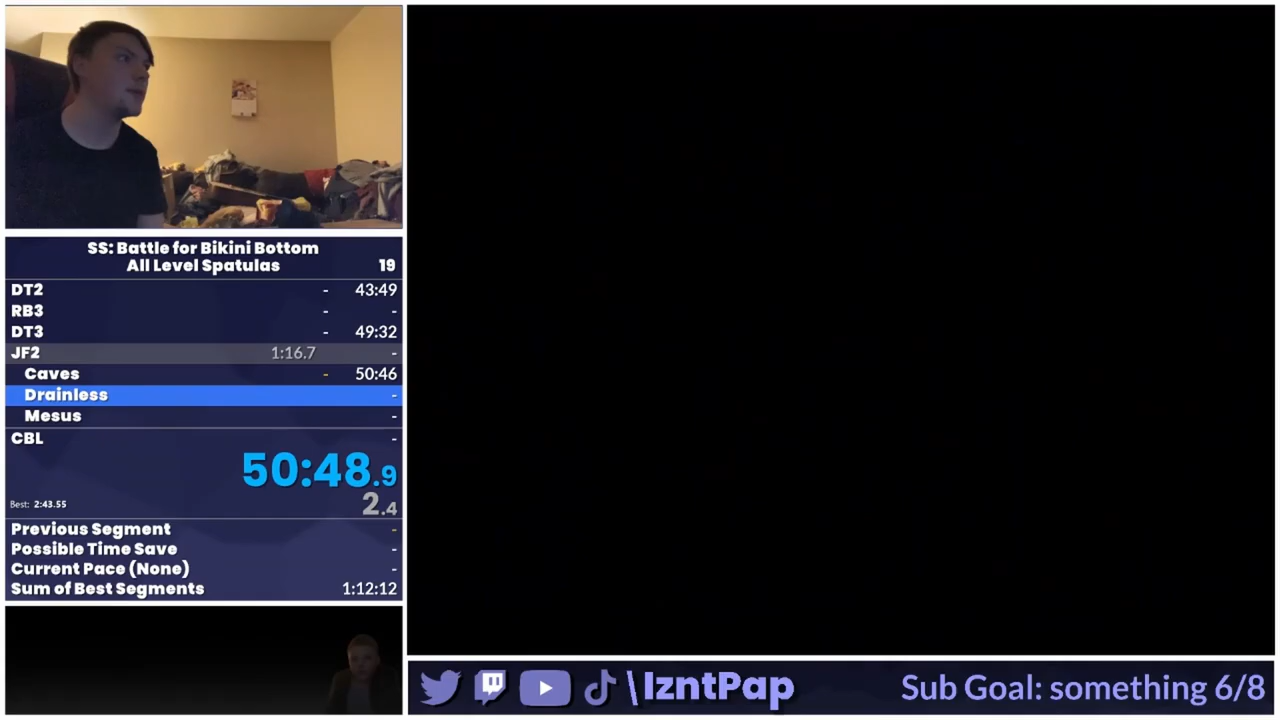 SS: Battle for Bikini Bottom
All Level Spatulas 19
DT2 - 43:49
RB3 - -
DT3 - 49:32
JF2 1:16.7 -
Caves - 50:46
Drainless -
Mesus -
CBL -
50:48.9
Best: 2:43.55 2.4
Previous Segment -
Possible Time Save -
Current Pace (None) -
Sum of Best Segments 1:12:12
\IzntPap Sub Goal: something 6/8